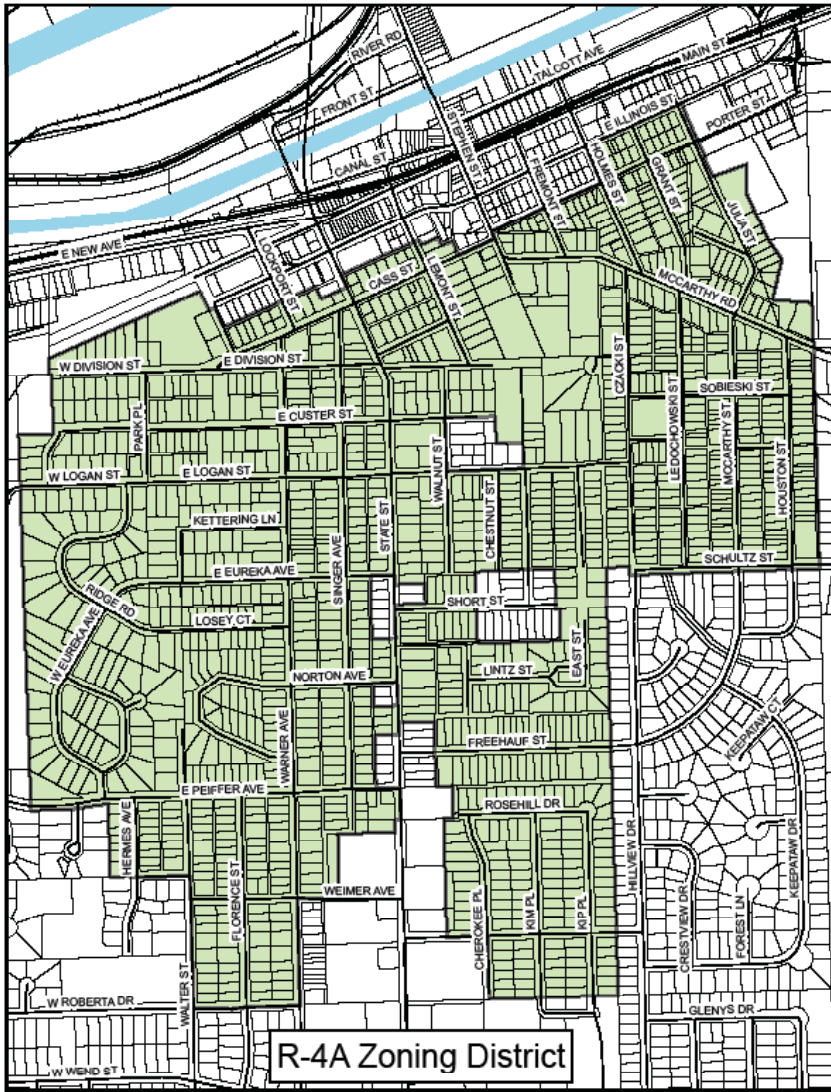 RIVER RD
TALCOTT AVE
MAIN ST
FRONT ST
STEPHEN ST
E ILLINOIS ST
PORTER ST
CANAL ST
FREMONT ST
HOLMES ST
GRANT ST
JULIA ST
E NEW AVE
LOCKPORT ST
CASS ST
LEMONT ST
MCCARTHY RD
W DIVISION ST
E DIVISION ST
CZACKI ST
SOBIESKI ST
PARK PL
E CUSTER ST
WALNUT ST
LEDOCHOWSKI ST
MCCARTHY ST
HOUSTON ST
W LOGAN ST
E LOGAN ST
STATE ST
CHESTNUT ST
KETTERING LN
SINGER AVE
SCHULTZ ST
E EUREKA AVE
RIDGE RD
SHORT ST
LOSEY CT
W EUREKA AVE
EAST ST
NORTON AVE
LINTZ ST
WARNER AVE
KEEPATAW CT
FREEHAUF ST
E PEIFFER AVE
ROSEHILL DR
HERMES AVE
HILLVIEW DR
KEEPATAW DR
FLORENCE ST
WEIMER AVE
CHEROKEE PL
KIM PL
KIP PL
CRESTVIEW DR
FOREST LN
WALTER ST
W ROBERTA DR
GLENYS DR
R-4A Zoning District
W WEND ST